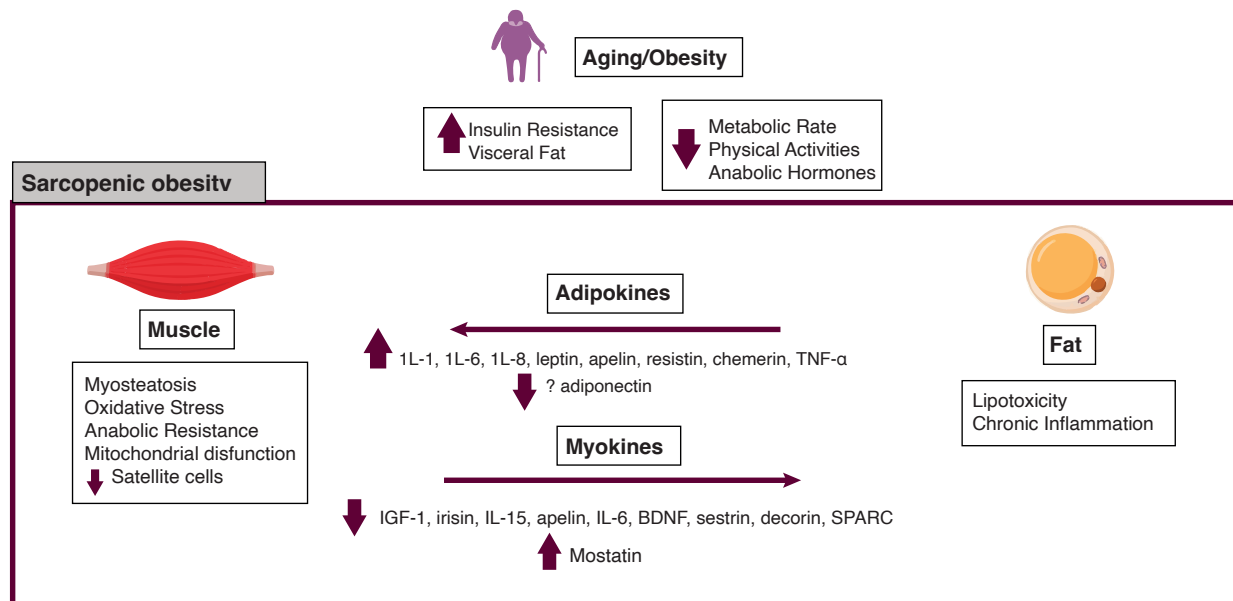 Aging/Obesity
Insulin Resistance
Visceral Fat
Metabolic Rate
Physical Activities
Anabolic Hormones
Sarcopenic obesity
Muscle
Myosteatosis
Oxidative Stress
Anabolic Resistance
Mitochondrial disfunction
Satellite cells
Adipokines
1L-1, 1L-6, 1L-8, leptin, apelin, resistin, chemerin, TNF-α
? adiponectin
Myokines
IGF-1, irisin, IL-15, apelin, IL-6, BDNF, sestrin, decorin, SPARC
Mostatin
Fat
Lipotoxicity
Chronic Inflammation